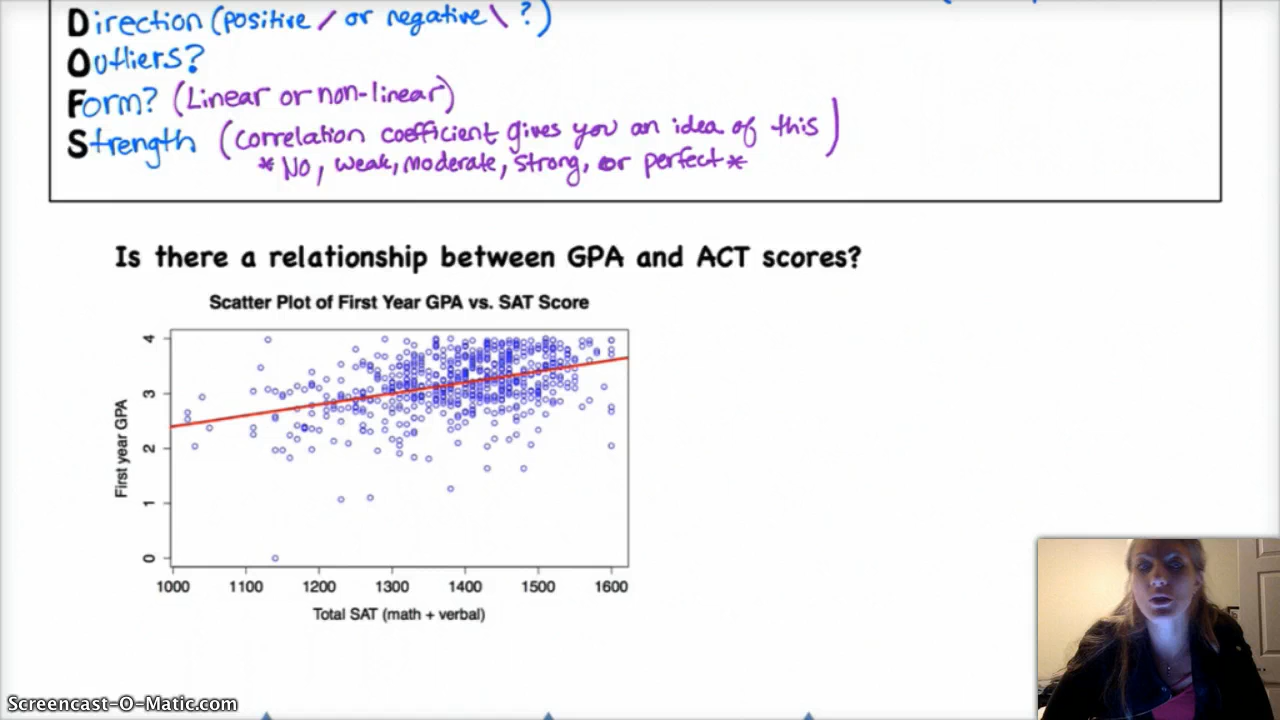 Direction (positive / or negative \ ?)
Outliers?
Form? (Linear or non-linear)
Strength (correlation coefficient gives you an idea of this)
* No, weak, moderate, strong, or perfect *
Is there a relationship between GPA and ACT scores?
Scatter Plot of First Year GPA vs. SAT Score
First year GPA
4
3
2
1
0
1000 1100 1200 1300 1400 1500 1600
Total SAT (math + verbal)
Screencast-O-Matic.com